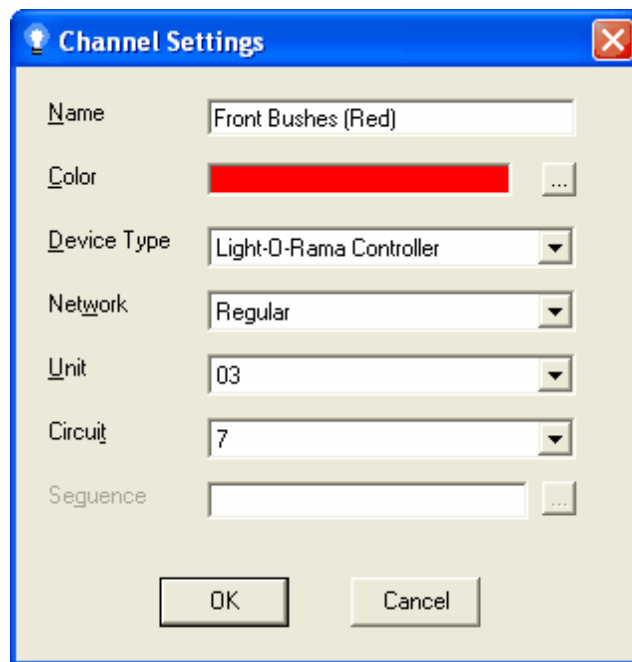 Channel Settings
Name Front Bushes (Red)
Color ...
Device Type Light-O-Rama Controller
Network Regular
Unit 03
Circuit 7
Sequence ...
OK Cancel